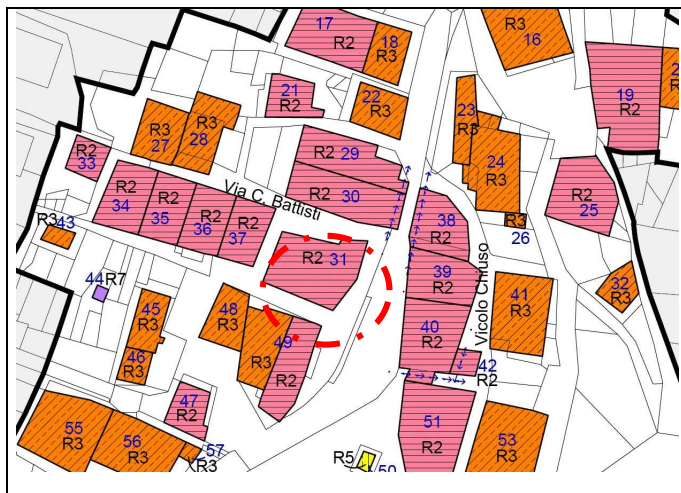 17
R2
18
R3
R3
16
19
R2
2
21
R2
22
R3
23
R3
24
R3
R3
27
R3
28
R2
29
R2
30
R2
33
R2
34
R2
35
R2
36
R2
37
Via C. Battisti
R2
31
38
R2
39
R2
40
R2
42
R2
Vicolo Chiuso
R2
25
R3
26
32
R3
41
R3
R3
43
44
R7
45
R3
46
R3
48
R3
49
R3
R2
47
R2
51
R2
53
R3
55
R3
56
R3
57
R3
R5
50